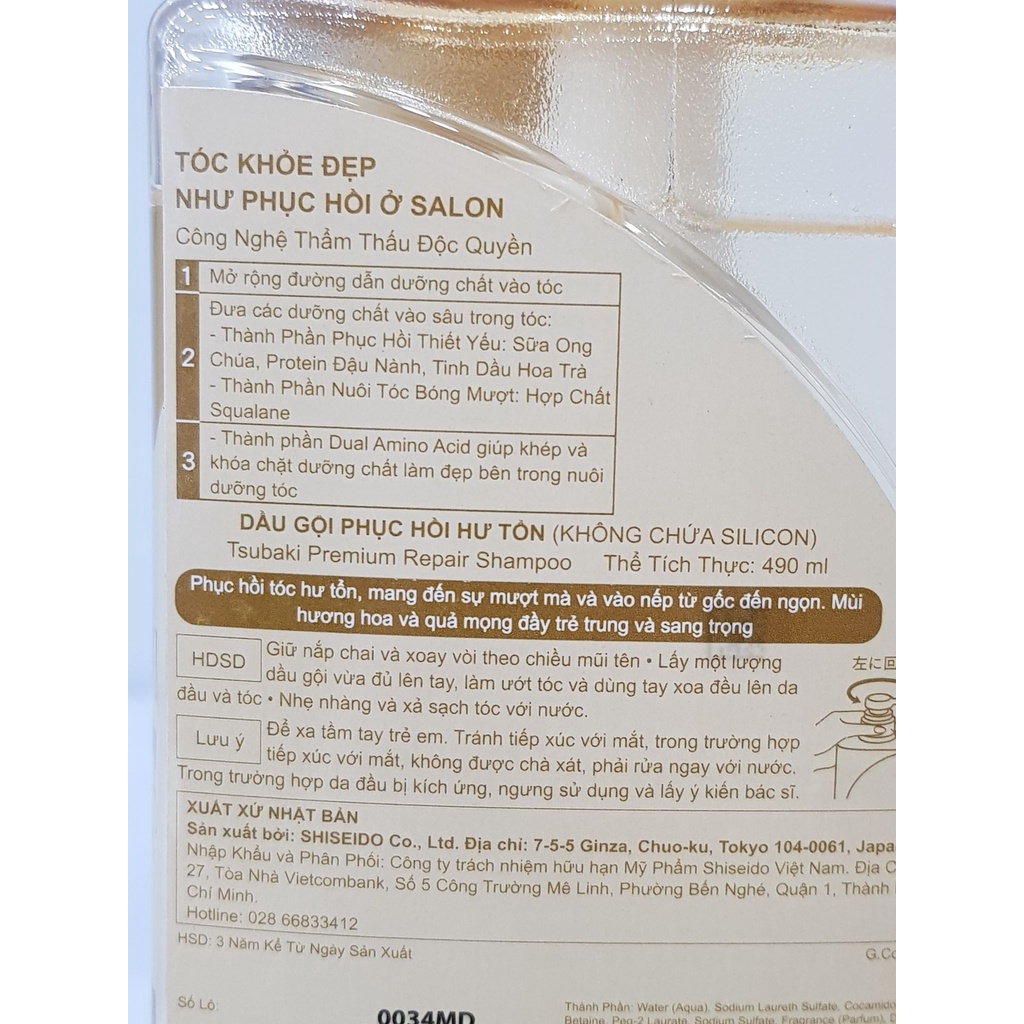 TÓC KHỎE ĐẸP
NHƯ PHỤC HỒI Ở SALON
Công Nghệ Thẩm Thấu Độc Quyền
1 Mở rộng đường dẫn dưỡng chất vào tóc
Đưa các dưỡng chất vào sâu trong tóc:
- Thành Phần Phục Hồi Thiết Yếu: Sữa Ong
2 Chúa, Protein Đậu Nành, Tinh Dầu Hoa Trà
- Thành Phần Nuôi Tóc Bóng Mượt: Hợp Chất
Squalane
- Thành phần Dual Amino Acid giúp khép và
3 khóa chặt dưỡng chất làm đẹp bên trong nuôi
dưỡng tóc
DẦU GỘI PHỤC HỒI HƯ TỔN (KHÔNG CHỨA SILICON)
Tsubaki Premium Repair Shampoo Thể Tích Thực: 490 ml
Phục hồi tóc hư tổn, mang đến sự mượt mà và vào nếp từ gốc đến ngọn. Mùi
hương hoa và quả mọng đầy trẻ trung và sang trọng
HDSD Giữ nắp chai và xoay vòi theo chiều mũi tên • Lấy một lượng
dầu gội vừa đủ lên tay, làm ướt tóc và dùng tay xoa đều lên da
đầu và tóc • Nhẹ nhàng và xả sạch tóc với nước.
左に回
Lưu ý Để xa tầm tay trẻ em. Tránh tiếp xúc với mắt, trong trường hợp
tiếp xúc với mắt, không được chà xát, phải rửa ngay với nước.
Trong trường hợp da đầu bị kích ứng, ngưng sử dụng và lấy ý kiến bác sĩ.
XUẤT XỨ NHẬT BẢN
Sản xuất bởi: SHISEIDO Co., Ltd. Địa chỉ: 7-5-5 Ginza, Chuo-ku, Tokyo 104-0061, Japa
Nhập Khẩu và Phân Phối: Công ty trách nhiệm hữu hạn Mỹ Phẩm Shiseido Việt Nam. Địa C
27, Tòa Nhà Vietcombank, Số 5 Công Trường Mê Linh, Phường Bến Nghé, Quận 1, Thành
Chí Minh.
Hotline: 028 66833412
HSD: 3 Năm Kể Từ Ngày Sản Xuất
G.Co
Số Lô:
0034MD
Thành Phần: Water (Aqua), Sodium Laureth Sulfate, Cocamido
Betaine, Peg-2 Laurate, Sodium Sulfate, Fragrance (Parfum),